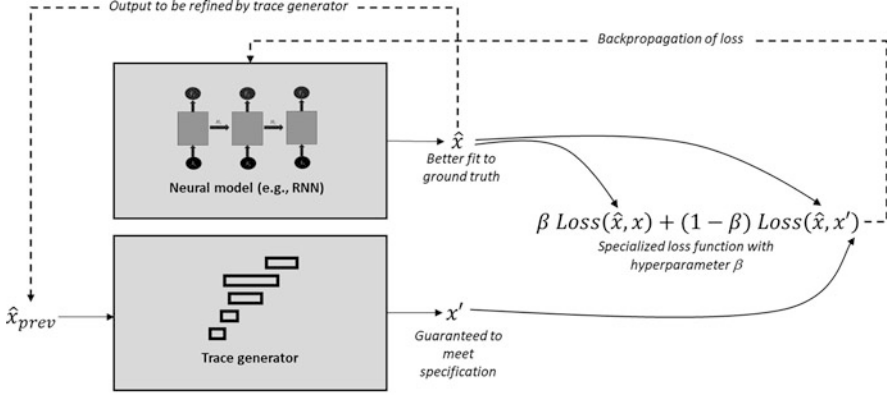 Output to be refined by trace generator
Backpropagation of loss
Neural model (e.g., RNN)
x̂
Better fit to
ground truth
β Loss(x̂, x) + (1 − β) Loss(x̂, x′)
Specialized loss function with
hyperparameter β
x̂prev
Trace generator
x′
Guaranteed to
meet
specification